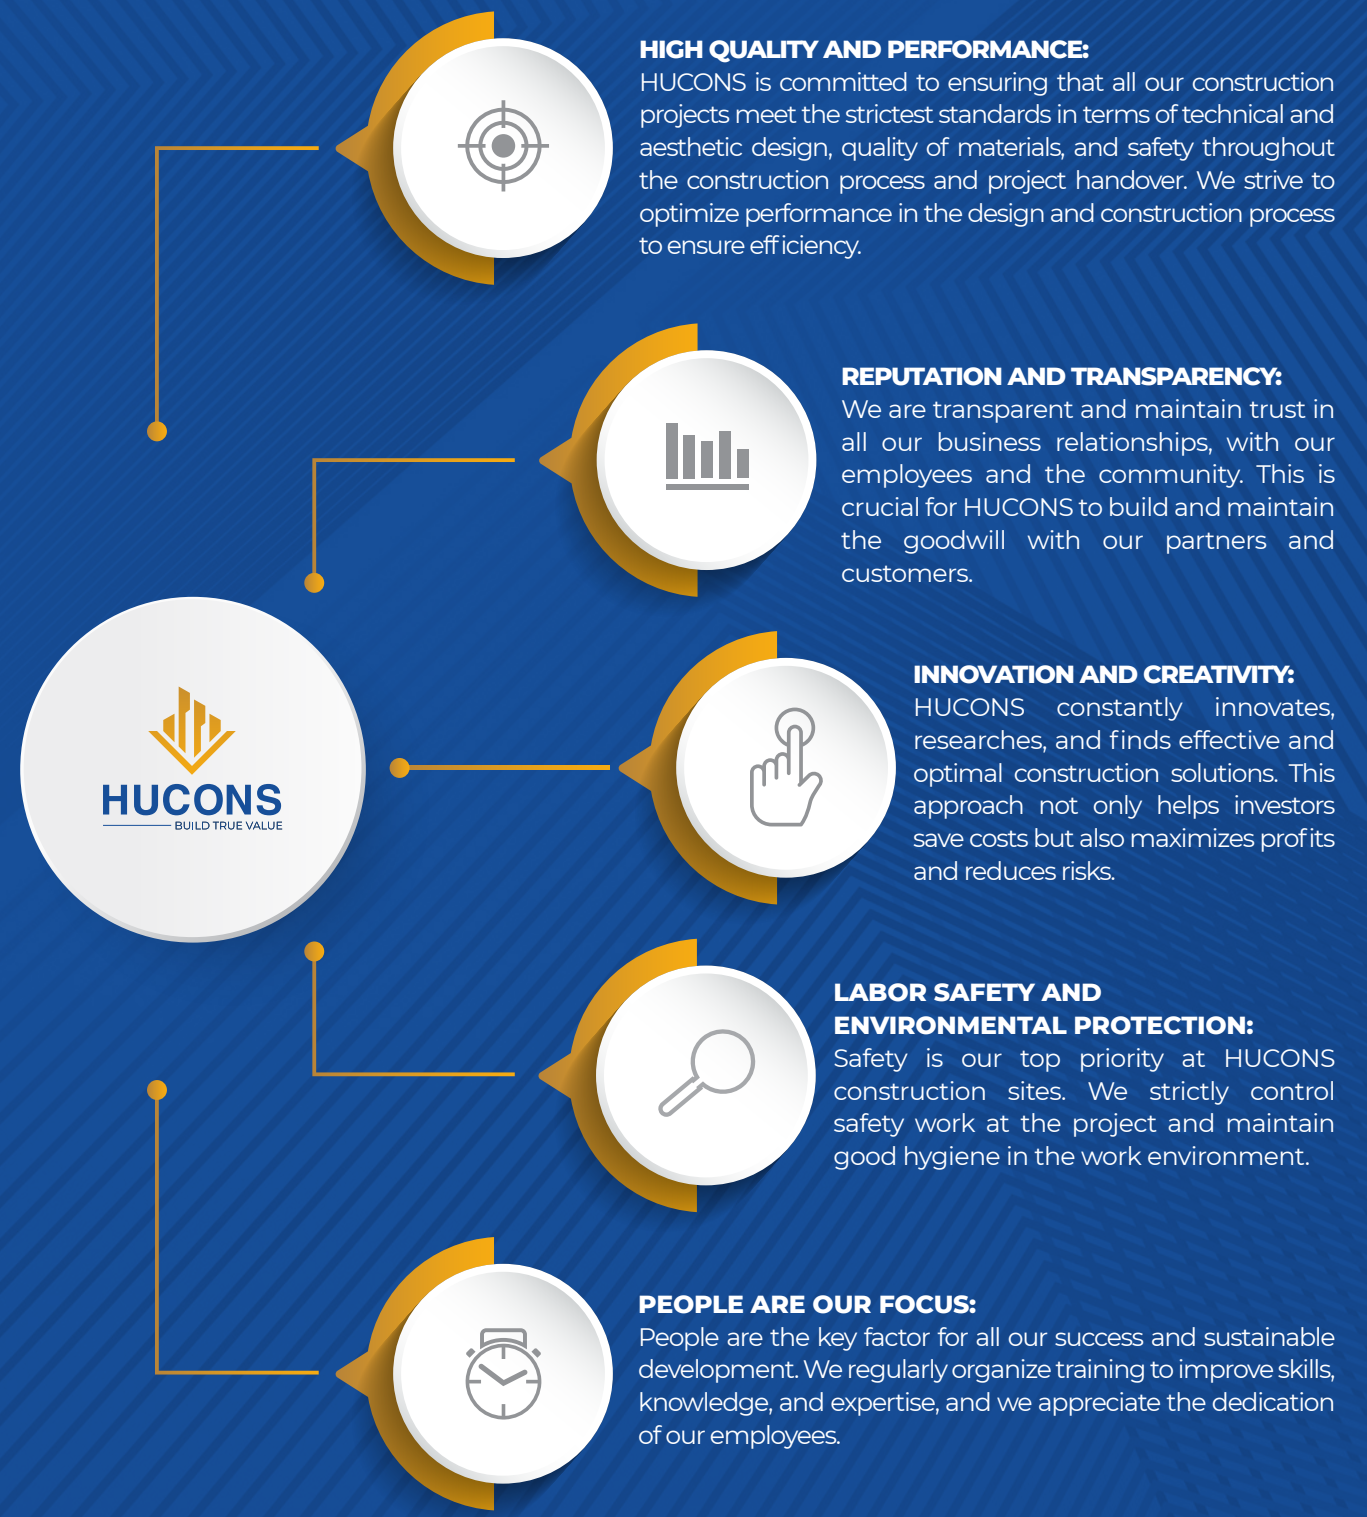 HIGH QUALITY AND PERFORMANCE:
HUCONS is committed to ensuring that all our construction
projects meet the strictest standards in terms of technical and
aesthetic design, quality of materials, and safety throughout
the construction process and project handover. We strive to
optimize performance in the design and construction process
to ensure efficiency.
REPUTATION AND TRANSPARENCY:
We are transparent and maintain trust in
all our business relationships, with our
employees and the community. This is
crucial for HUCONS to build and maintain
the goodwill with our partners and
customers.
HUCONS
BUILD TRUE VALUE
INNOVATION AND CREATIVITY:
HUCONS constantly innovates,
researches, and finds effective and
optimal construction solutions. This
approach not only helps investors
save costs but also maximizes profits
and reduces risks.
LABOR SAFETY AND
ENVIRONMENTAL PROTECTION:
Safety is our top priority at HUCONS
construction sites. We strictly control
safety work at the project and maintain
good hygiene in the work environment.
PEOPLE ARE OUR FOCUS:
People are the key factor for all our success and sustainable
development. We regularly organize training to improve skills,
knowledge, and expertise, and we appreciate the dedication
of our employees.